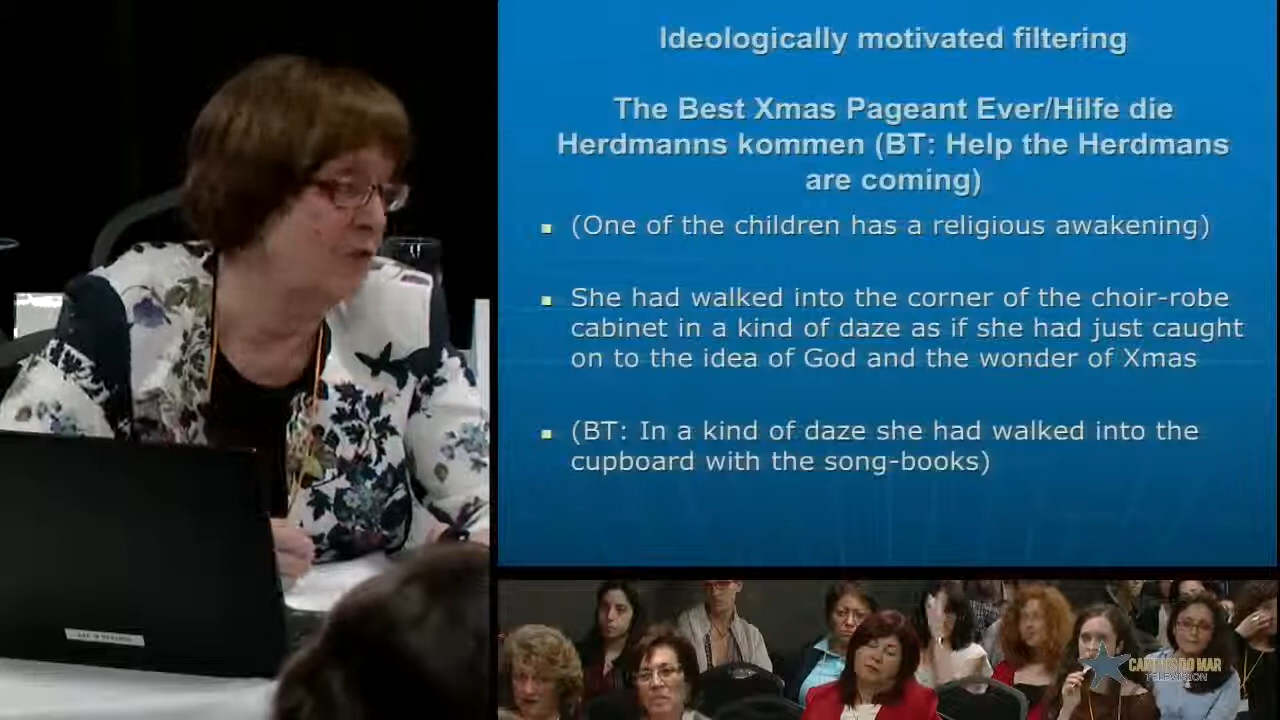 Ideologically motivated filtering
The Best Xmas Pageant Ever/Hilfe die
Herdmanns kommen (BT: Help the Herdmans
are coming)
(One of the children has a religious awakening)
She had walked into the corner of the choir-robe
cabinet in a kind of daze as if she had just caught
on to the idea of God and the wonder of Xmas
(BT: In a kind of daze she had walked into the
cupboard with the song-books)
DO MAR
TELEVISION